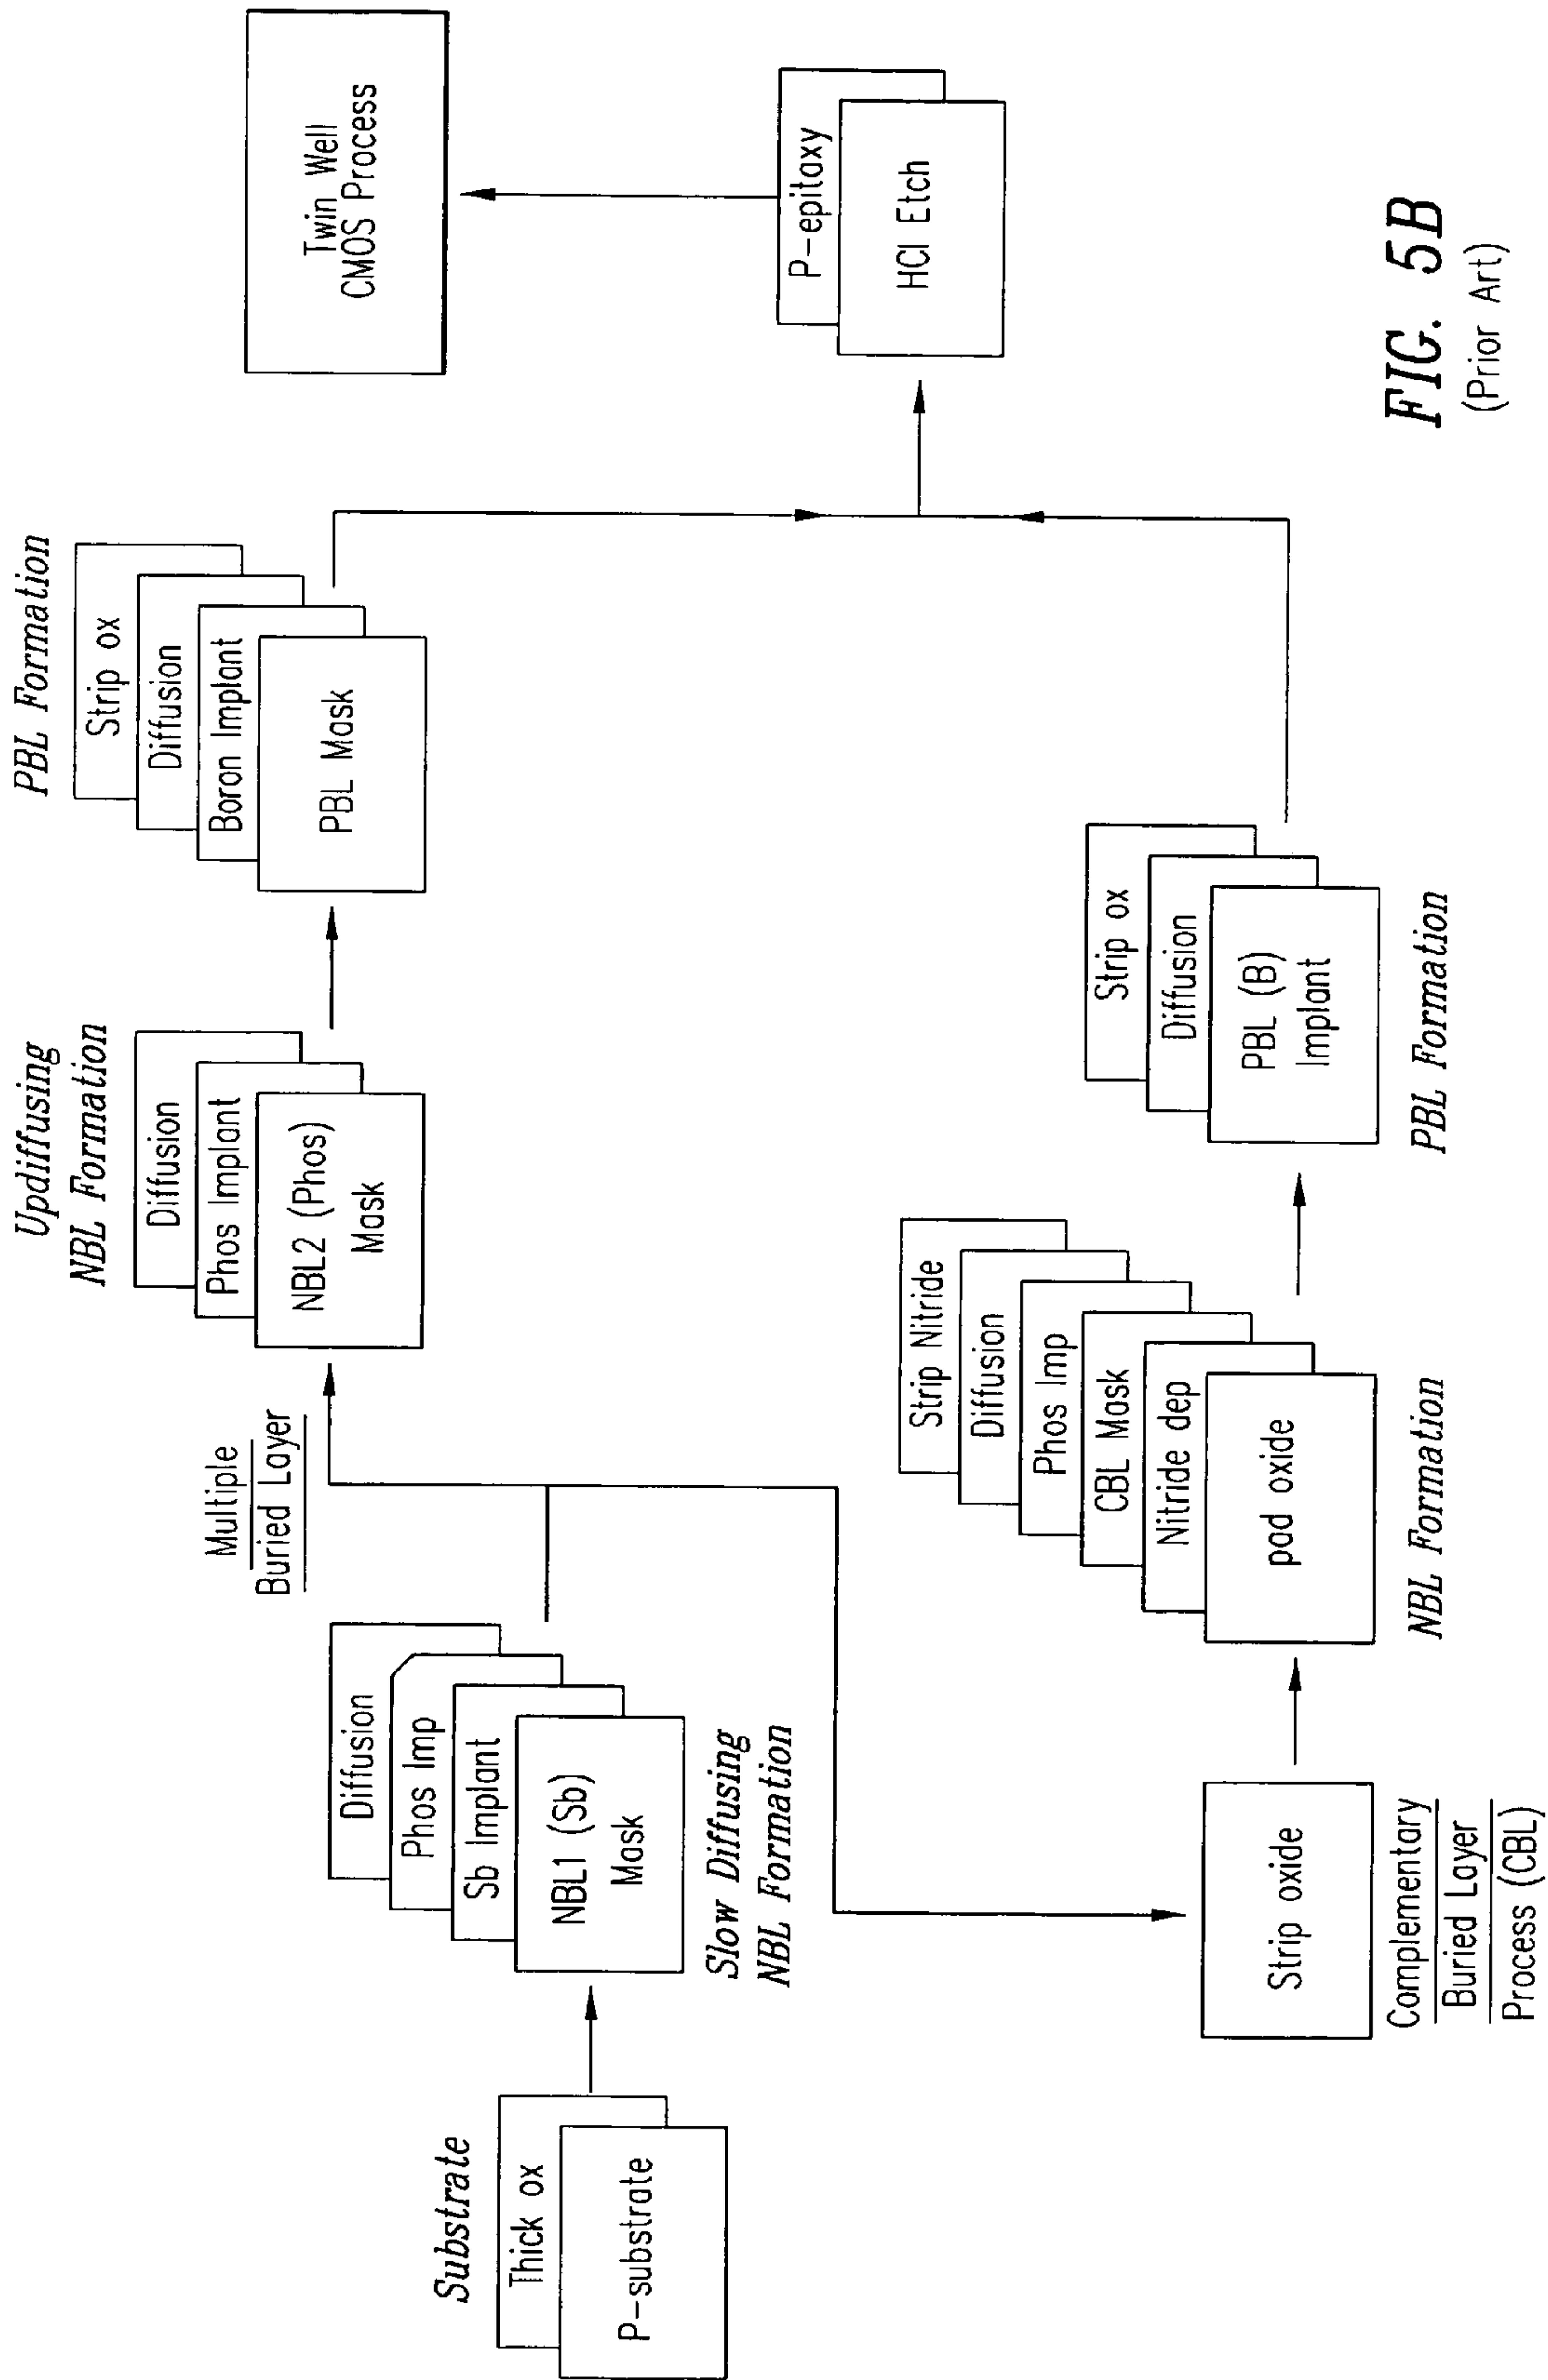 Substrate
Thick ox
P-substrate
Slow Diffusing
NBL Formation
Diffusion
Phos Imp
Sb Implant
NBL1 (Sb)
Mask
Multiple
Buried Layer
Updiffusing
NBL Formation
Diffusion
Phos Implant
NBL2 (Phos)
Mask
PBL Formation
Strip ox
Diffusion
Boron Implant
PBL Mask
Complementary
Buried Layer
Process (CBL)
Strip oxide
NBL Formation
Strip Nitride
Diffusion
Phos Imp
CBL Mask
Nitride dep
pad oxide
PBL Formation
Strip ox
Diffusion
PBL (B)
Implant
P-epitaxy
HCl Etch
Twin Well
CMOS Process
FIG. 5B
(Prior Art)